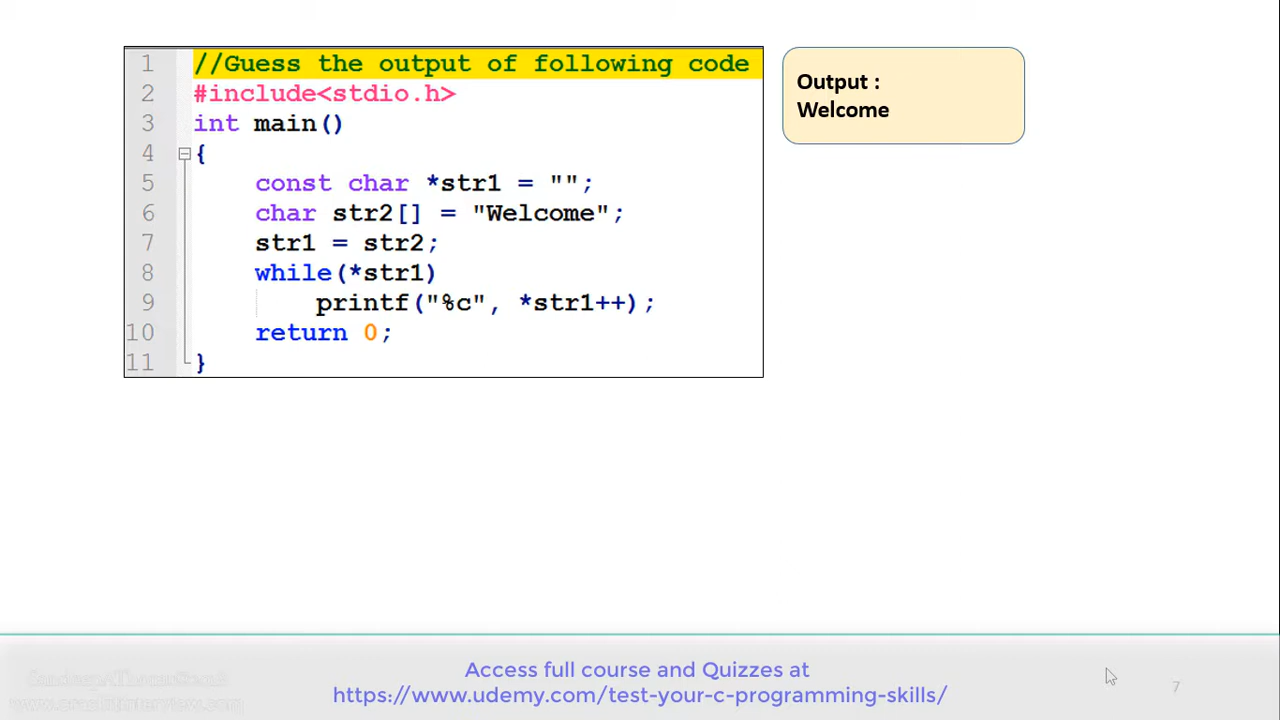 1 //Guess the output of following code
2 #include<stdio.h>
3 int main()
4 {
5 const char *str1 = "";
6 char str2[] = "Welcome";
7 str1 = str2;
8 while(*str1)
9 printf("%c", *str1++);
10 return 0;
11 }
Output :
Welcome
Access full course and Quizzes at
https://www.udemy.com/test-your-c-programming-skills/
7